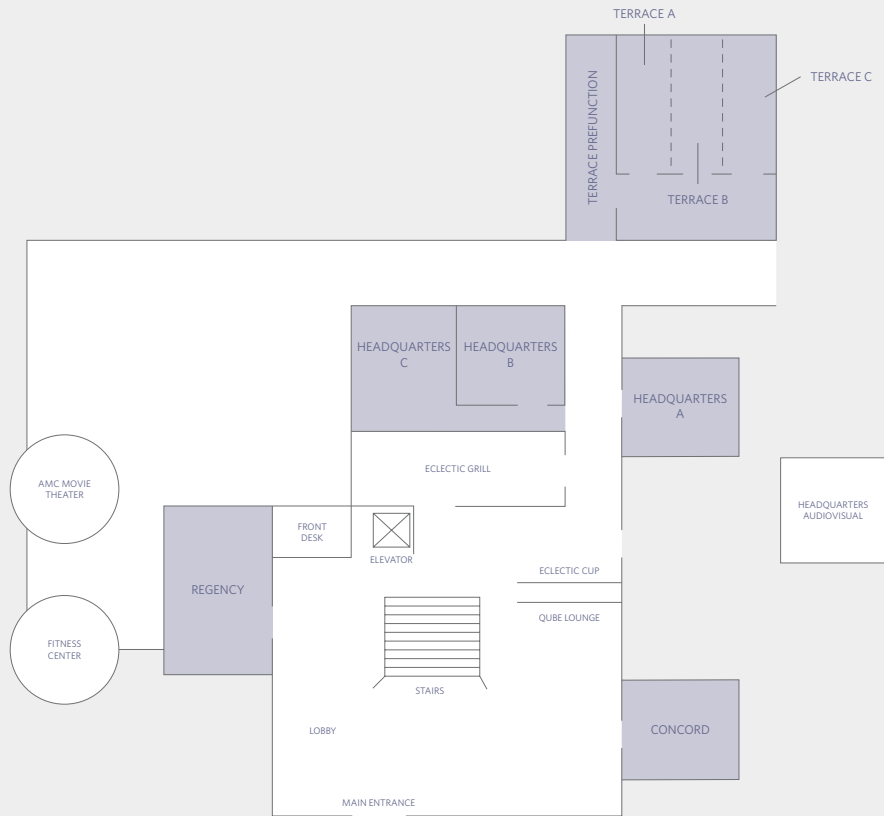 TERRACE A
TERRACE C
TERRACE PREFUNCTION
TERRACE B
HEADQUARTERS
C
HEADQUARTERS
B
HEADQUARTERS
A
AMC MOVIE
THEATER
ECLECTIC GRILL
HEADQUARTERS
AUDIOVISUAL
FRONT
DESK
ELEVATOR
ECLECTIC CUP
REGENCY
QUBE LOUNGE
FITNESS
CENTER
STAIRS
LOBBY
CONCORD
MAIN ENTRANCE